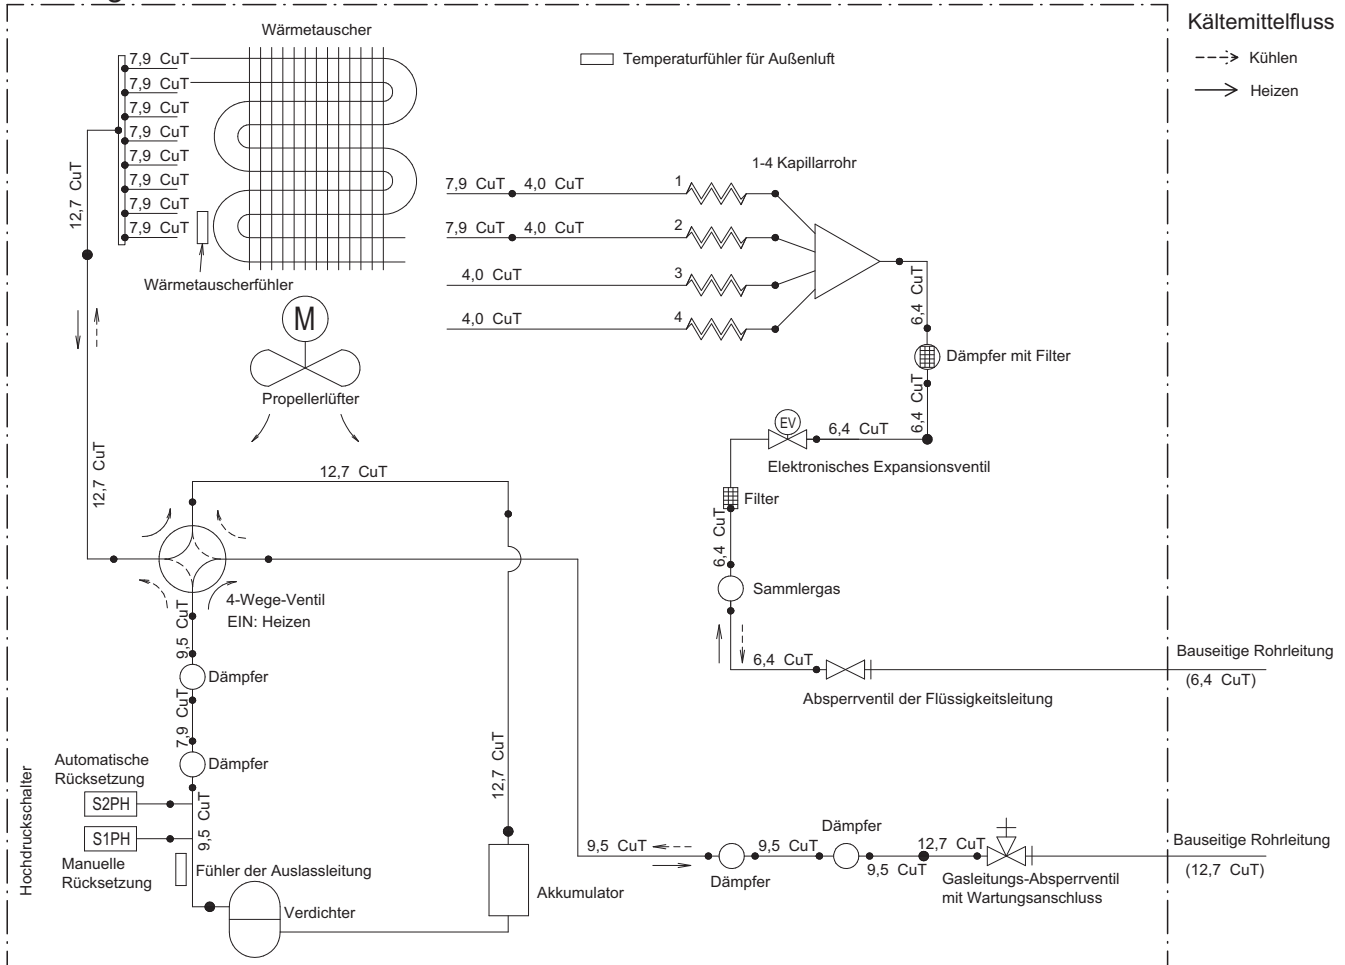 Wärmetauscher
Temperaturfühler für Außenluft
Kältemittelfluss
Kühlen
Heizen
7,9 CuT
7,9 CuT
7,9 CuT
7,9 CuT
7,9 CuT
7,9 CuT
7,9 CuT
7,9 CuT
12,7 CuT
Wärmetauscherfühler
1-4 Kapillarrohr
7,9 CuT 4,0 CuT 1
7,9 CuT 4,0 CuT 2
4,0 CuT 3
4,0 CuT 4
6,4 CuT
M
Propellerlüfter
Dämpfer mit Filter
6,4 CuT
EV
6,4 CuT
Elektronisches Expansionsventil
Filter
6,4 CuT
Sammlergas
6,4 CuT
Absperrventil der Flüssigkeitsleitung
Bauseitige Rohrleitung
(6,4 CuT)
12,7 CuT
12,7 CuT
4-Wege-Ventil
EIN: Heizen
9,5 CuT
Dämpfer
7,9 CuT
Dämpfer
Automatische
Rücksetzung
S2PH
S1PH
Manuelle
Rücksetzung
Hochdruckschalter
9,5 CuT
Fühler der Auslassleitung
Verdichter
12,7 CuT
Akkumulator
9,5 CuT
Dämpfer
9,5 CuT
Dämpfer
9,5 CuT
12,7 CuT
Gasleitungs-Absperrventil
mit Wartungsanschluss
Bauseitige Rohrleitung
(12,7 CuT)